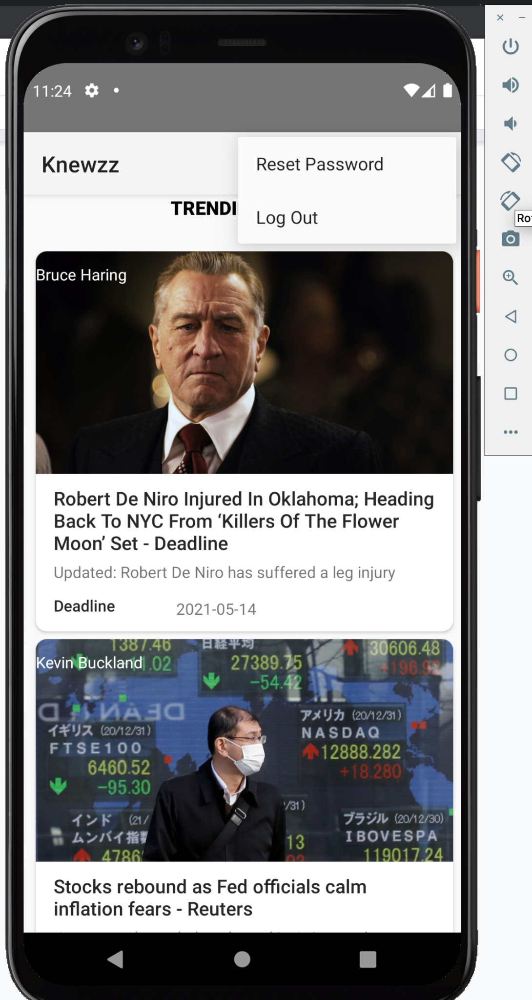 11:24
Knewzz
Reset Password
Log Out
TRENDI
Ro
Bruce Haring
Robert De Niro Injured In Oklahoma; Heading
Back To NYC From ‘Killers Of The Flower
Moon’ Set - Deadline
Updated: Robert De Niro has suffered a leg injury
Deadline
2021-05-14
1387.46
日経平均
30606.48
Kevin Buckland
1.02
27389.75
+196.92
-54.42
アメリカ (20/12/31)
イギリス (20/12/31)
NASDAQ
FTSE100
12888.282
6460.52
+18.280
-95.30
/31)
インド (21/
ブラジル (20/12/30)
ムンバイ指
IBOVESPA
13
4786
119017.24
Stocks rebound as Fed officials calm
inflation fears - Reuters